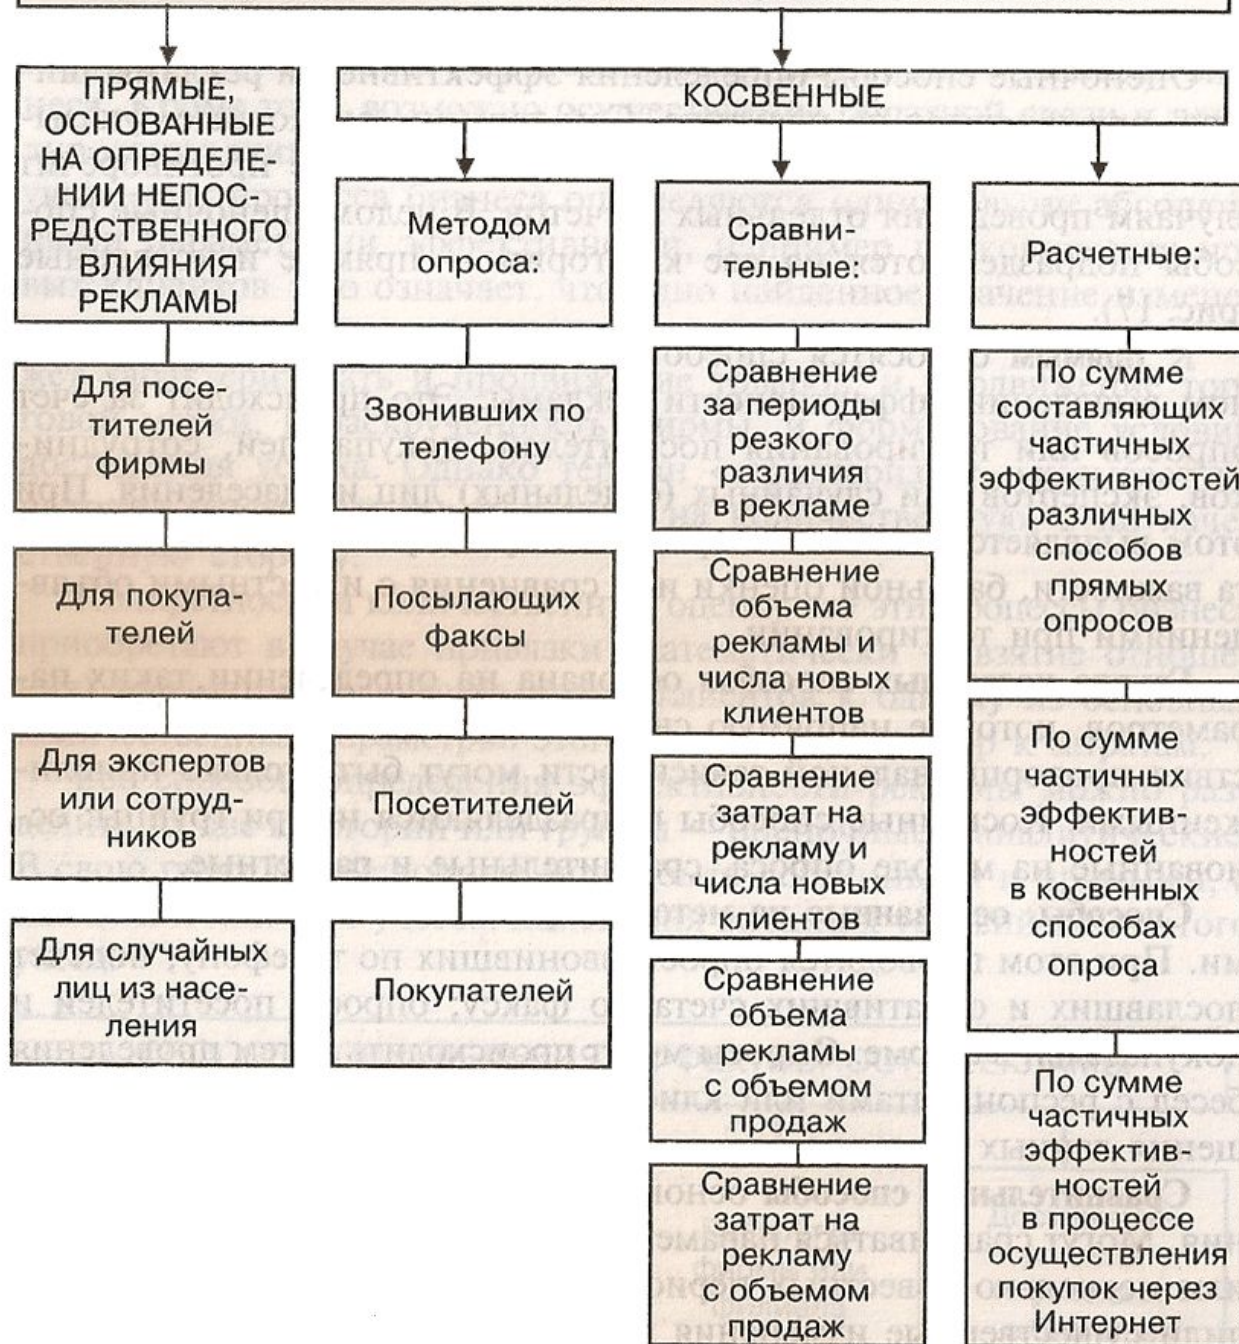 ПРЯМЫЕ,
ОСНОВАННЫЕ
НА ОПРЕДЕЛЕ-
НИИ НЕПОС-
РЕДСТВЕННОГО
ВЛИЯНИЯ
РЕКЛАМЫ
Для посе-
тителей
фирмы
Для покупа-
телей
Для экспертов
или сотруд-
ников
Для случайных
лиц из насе-
ления
КОСВЕННЫЕ
Методом
опроса:
Звонивших по
телефону
Посылающих
факсы
Посетителей
Покупателей
Сравни-
тельные:
Сравнение
за периоды
резкого
различия
в рекламе
Сравнение
объема
рекламы и
числа новых
клиентов
Сравнение
затрат на
рекламу и
числа новых
клиентов
Сравнение
объема
рекламы
с объемом
продаж
Сравнение
затрат на
рекламу
с объемом
продаж
Расчетные:
По сумме
составляющих
частичных
эффективностей
различных
способов
прямых
опросов
По сумме
частичных
эффектив-
ностей
в косвенных
способах
опроса
По сумме
частичных
эффектив-
ностей
в процессе
осуществления
покупок через
Интернет